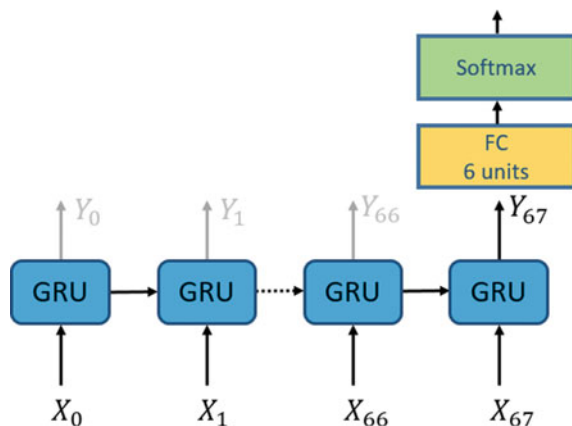 Softmax
FC
6 units
Y₀ Y₁ Y₆₆ Y₆₇
GRU GRU GRU GRU
X₀ X₁ X₆₆ X₆₇